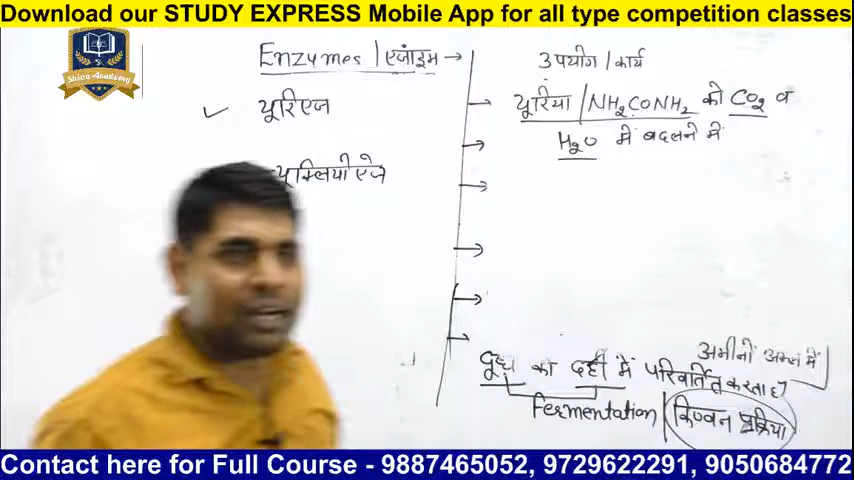 Download our STUDY EXPRESS Mobile App for all type competition classes
Shiva Academy
Enzymes / एंजाइम → उपयोग / कार्य
✓ यूरिएज → यूरिया / NH₂CONH₂ को CO₂ व
H₂O में बदलने में
अमीनों अम्ल में
दूध को दही में परिवर्तित करता है
Fermentation / किण्वन प्रक्रिया
Contact here for Full Course - 9887465052, 9729622291, 9050684772